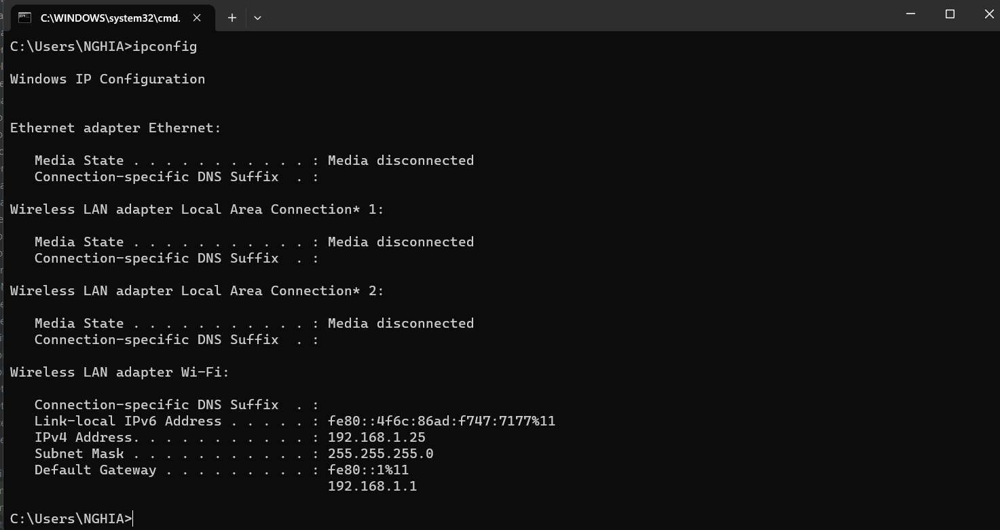 C:\WINDOWS\system32\cmd.
C:\Users\NGHIA>ipconfig
Windows IP Configuration
Ethernet adapter Ethernet:
   Media State . . . . . . . . . . . : Media disconnected
   Connection-specific DNS Suffix  . :
Wireless LAN adapter Local Area Connection* 1:
   Media State . . . . . . . . . . . : Media disconnected
   Connection-specific DNS Suffix  . :
Wireless LAN adapter Local Area Connection* 2:
   Media State . . . . . . . . . . . : Media disconnected
   Connection-specific DNS Suffix  . :
Wireless LAN adapter Wi-Fi:
   Connection-specific DNS Suffix  . :
   Link-local IPv6 Address . . . . . : fe80::4f6c:86ad:f747:7177%11
   IPv4 Address. . . . . . . . . . . : 192.168.1.25
   Subnet Mask . . . . . . . . . . . : 255.255.255.0
   Default Gateway . . . . . . . . . : fe80::1%11
                                       192.168.1.1
C:\Users\NGHIA>